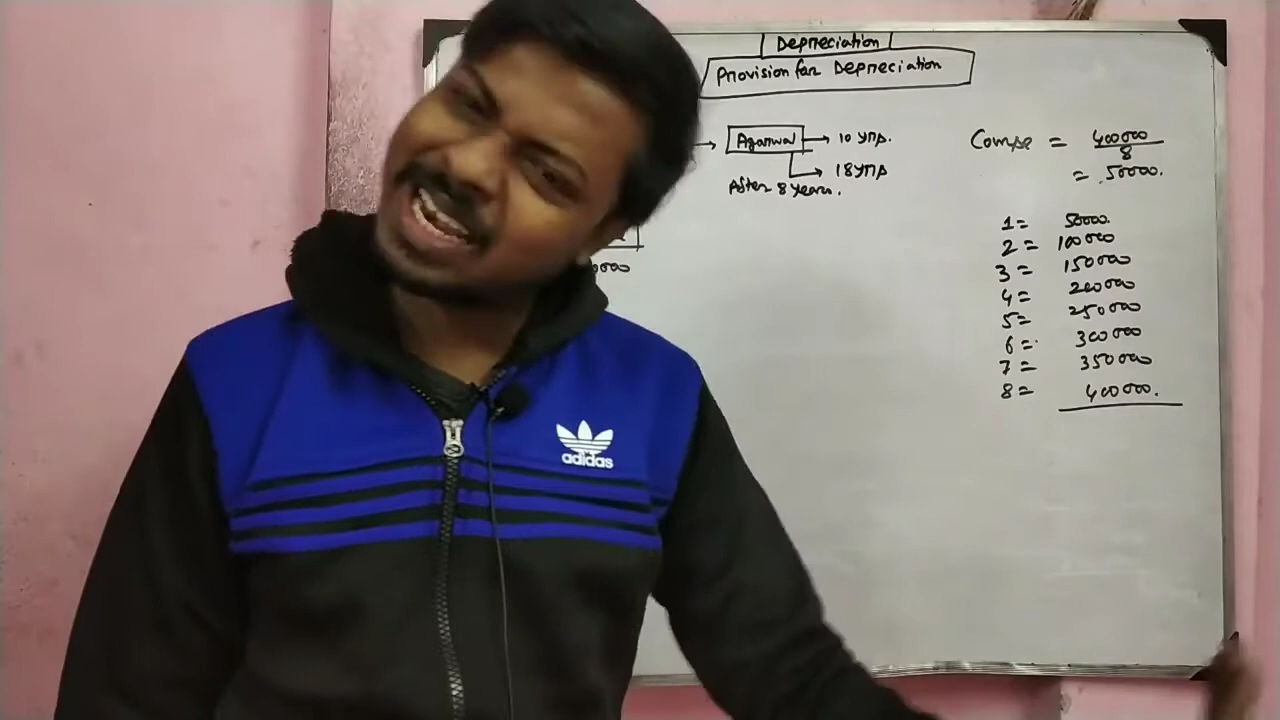 Depreciation
Provision for Depreciation
Agarwal → 10 yrs.
→ 18 yrs
After 8 years.
= 400000
8
= 50000.
1 = 50000.
2 = 100000
3 = 150000
4 = 200000
5 = 250000
6 = 300000
7 = 350000
8 = 400000.
adidas